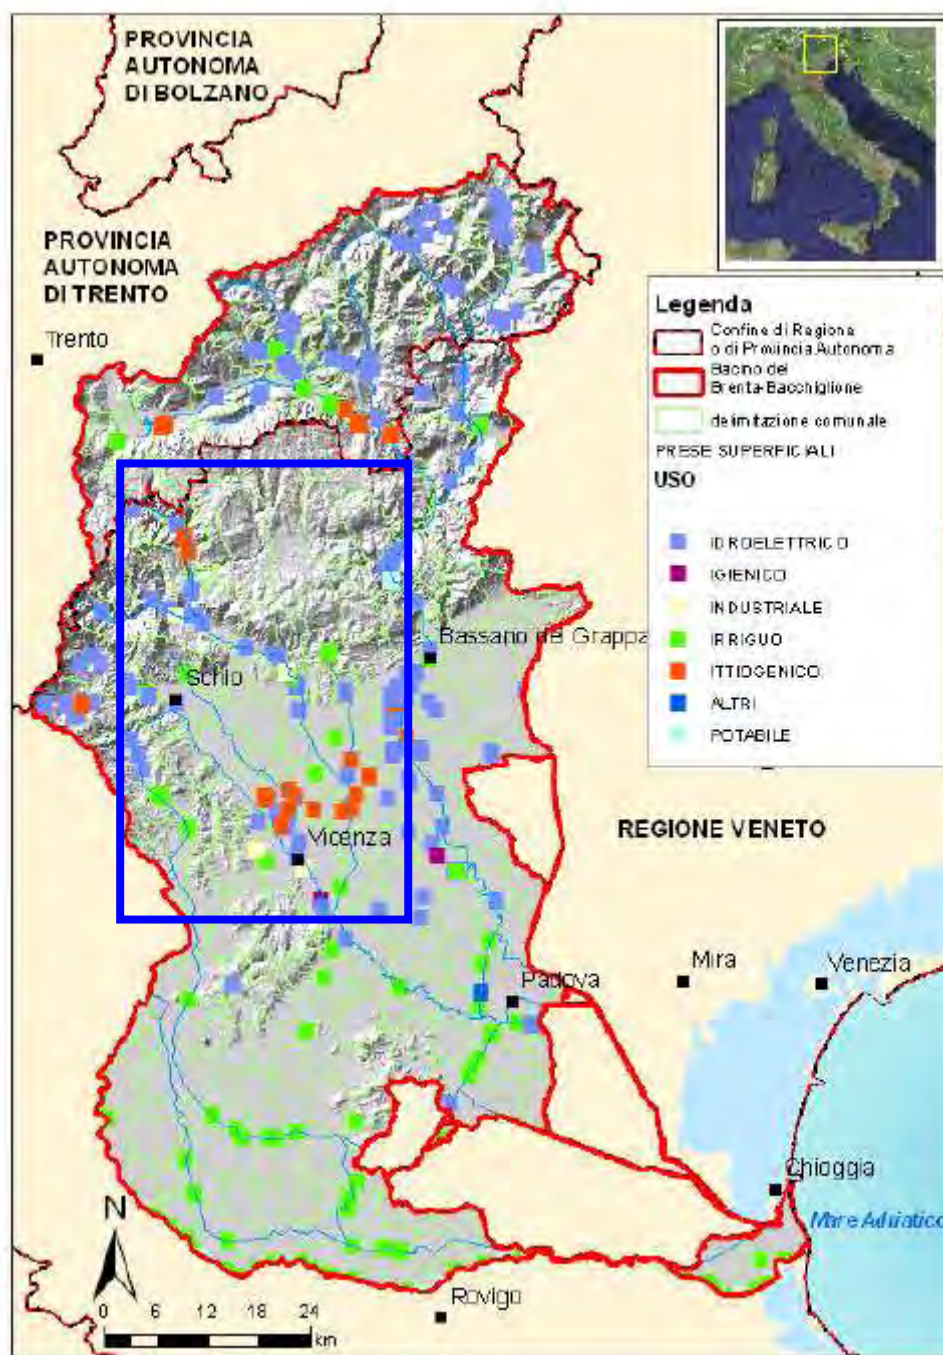 PROVINCIA
AUTONOMA
DI BOLZANO
PROVINCIA
AUTONOMA
DI TRENTO
Trento
Legenda
Confine di Regione
o di Provincia Autonoma
Bacino del
Brenta-Bacchiglione
delimitazione comunale
PRESE SUPERFICIALI
USO
IDROELETTRICO
IGIENICO
INDUSTRIALE
IRRIGUO
ITTIOGENICO
ALTRI
POTABILE
Bassano del Grappa
Schio
Vicenza
REGIONE VENETO
Mira
Venezia
Padova
Chioggia
Mare Adriatico
N
Rovigo
0 6 12 18 24
km